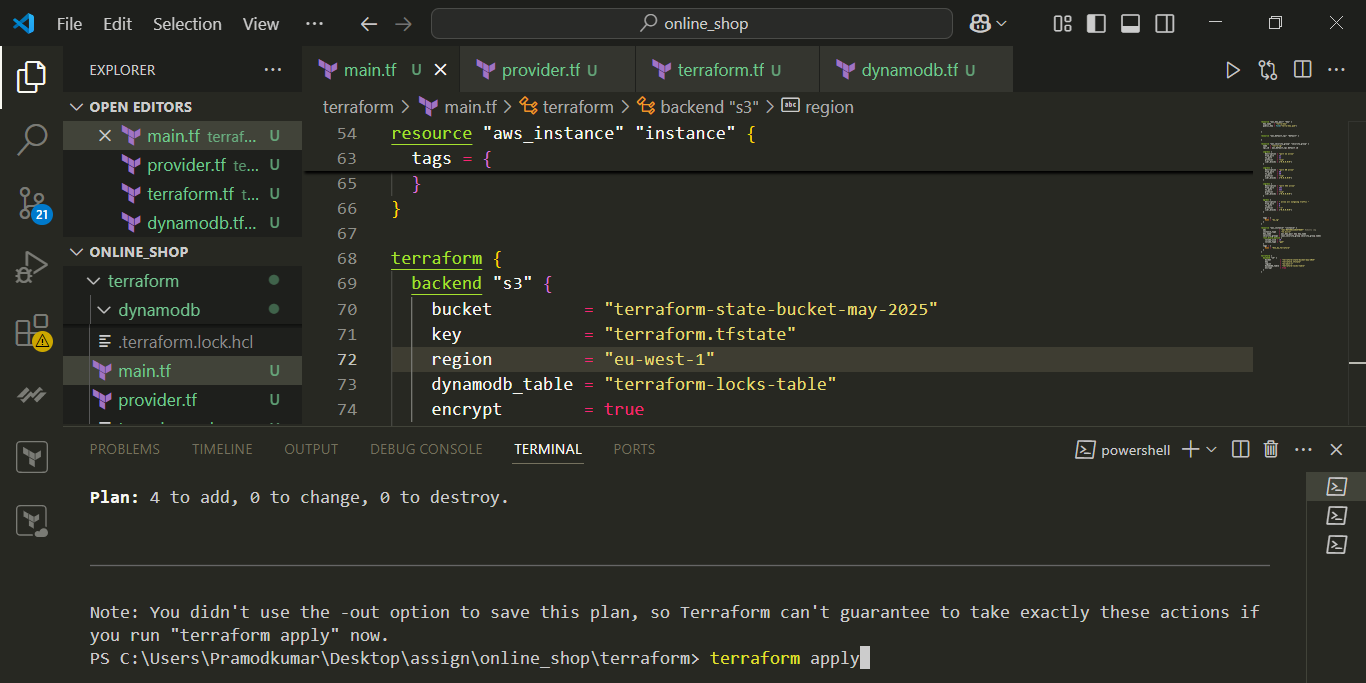 File Edit Selection View ··· online_shop
EXPLORER ···
OPEN EDITORS
main.tf terraf... U
provider.tf te... U
terraform.tf t... U
dynamodb.tf... U
ONLINE_SHOP
terraform
dynamodb
.terraform.lock.hcl
main.tf U
provider.tf U
21
main.tf U provider.tf U terraform.tf U dynamodb.tf U
terraform > main.tf > terraform > backend "s3" > abc region
54 resource "aws_instance" "instance" {
63 tags = {
65 }
66 }
67
68 terraform {
69 backend "s3" {
70 bucket = "terraform-state-bucket-may-2025"
71 key = "terraform.tfstate"
72 region = "eu-west-1"
73 dynamodb_table = "terraform-locks-table"
74 encrypt = true
PROBLEMS TIMELINE OUTPUT DEBUG CONSOLE TERMINAL PORTS powershell
Plan: 4 to add, 0 to change, 0 to destroy.
Note: You didn't use the -out option to save this plan, so Terraform can't guarantee to take exactly these actions if
you run "terraform apply" now.
PS C:\Users\Pramodkumar\Desktop\assign\online_shop\terraform> terraform apply